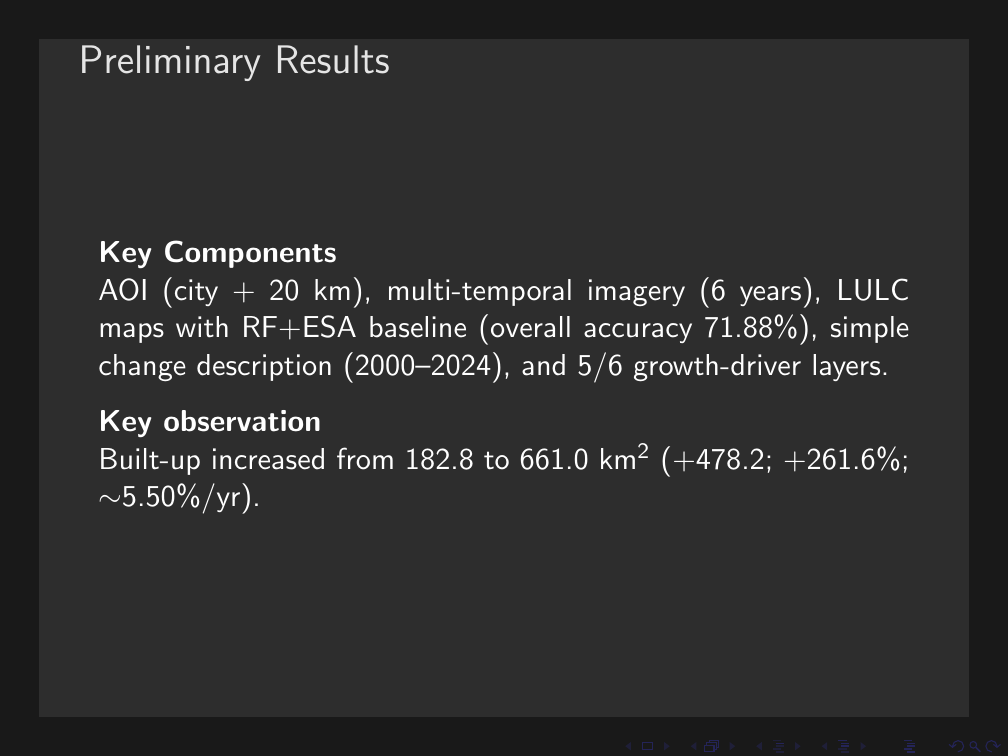 Preliminary Results
Key Components
AOI (city + 20 km), multi-temporal imagery (6 years), LULC
maps with RF+ESA baseline (overall accuracy 71.88%), simple
change description (2000–2024), and 5/6 growth-driver layers.
Key observation
Built-up increased from 182.8 to 661.0 km² (+478.2; +261.6%;
∼5.50%/yr).